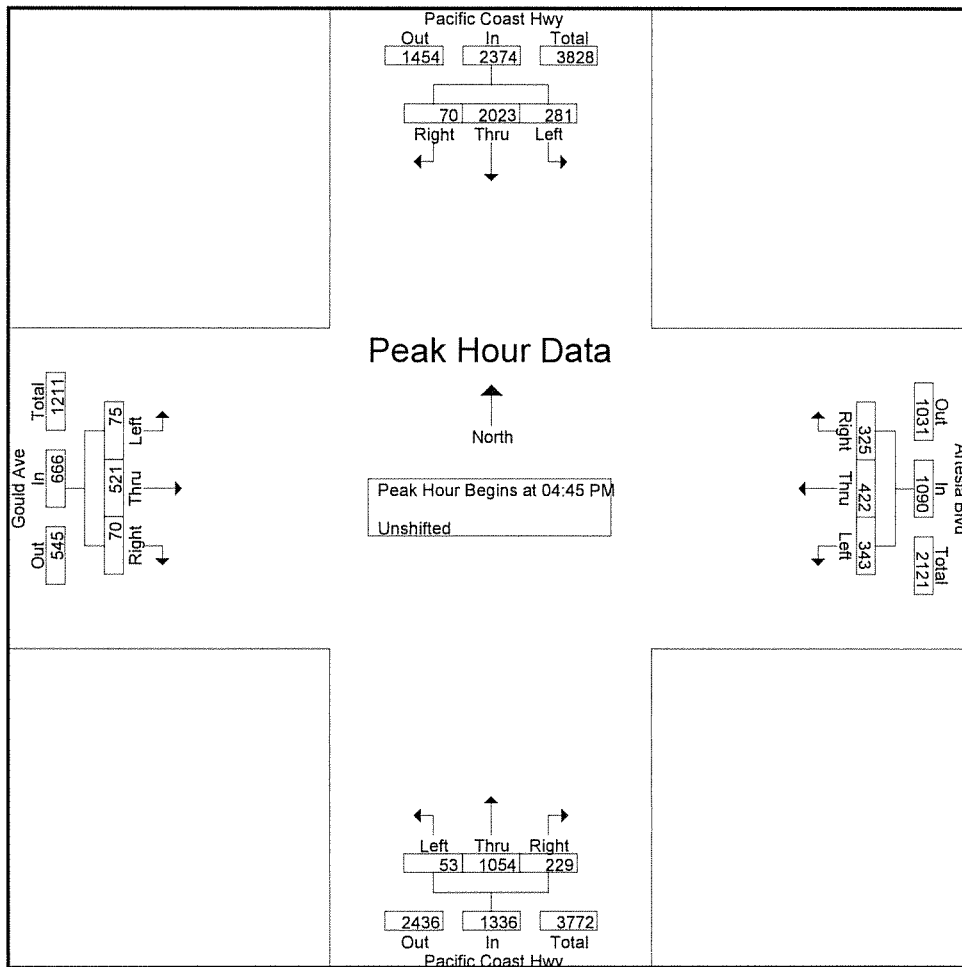 Pacific Coast Hwy
Out In Total
1454 2374 3828
70 2023 281
Right Thru Left
Peak Hour Data
North
Peak Hour Begins at 04:45 PM
Unshifted
Gould Ave
Total In Out
1211 666 545
75 521 70
Left Thru Right
Artesia Blvd
Out In Total
1031 1090 2121
325 422 343
Right Thru Left
Left Thru Right
53 1054 229
2436 1336 3772
Out In Total
Pacific Coast Hwy